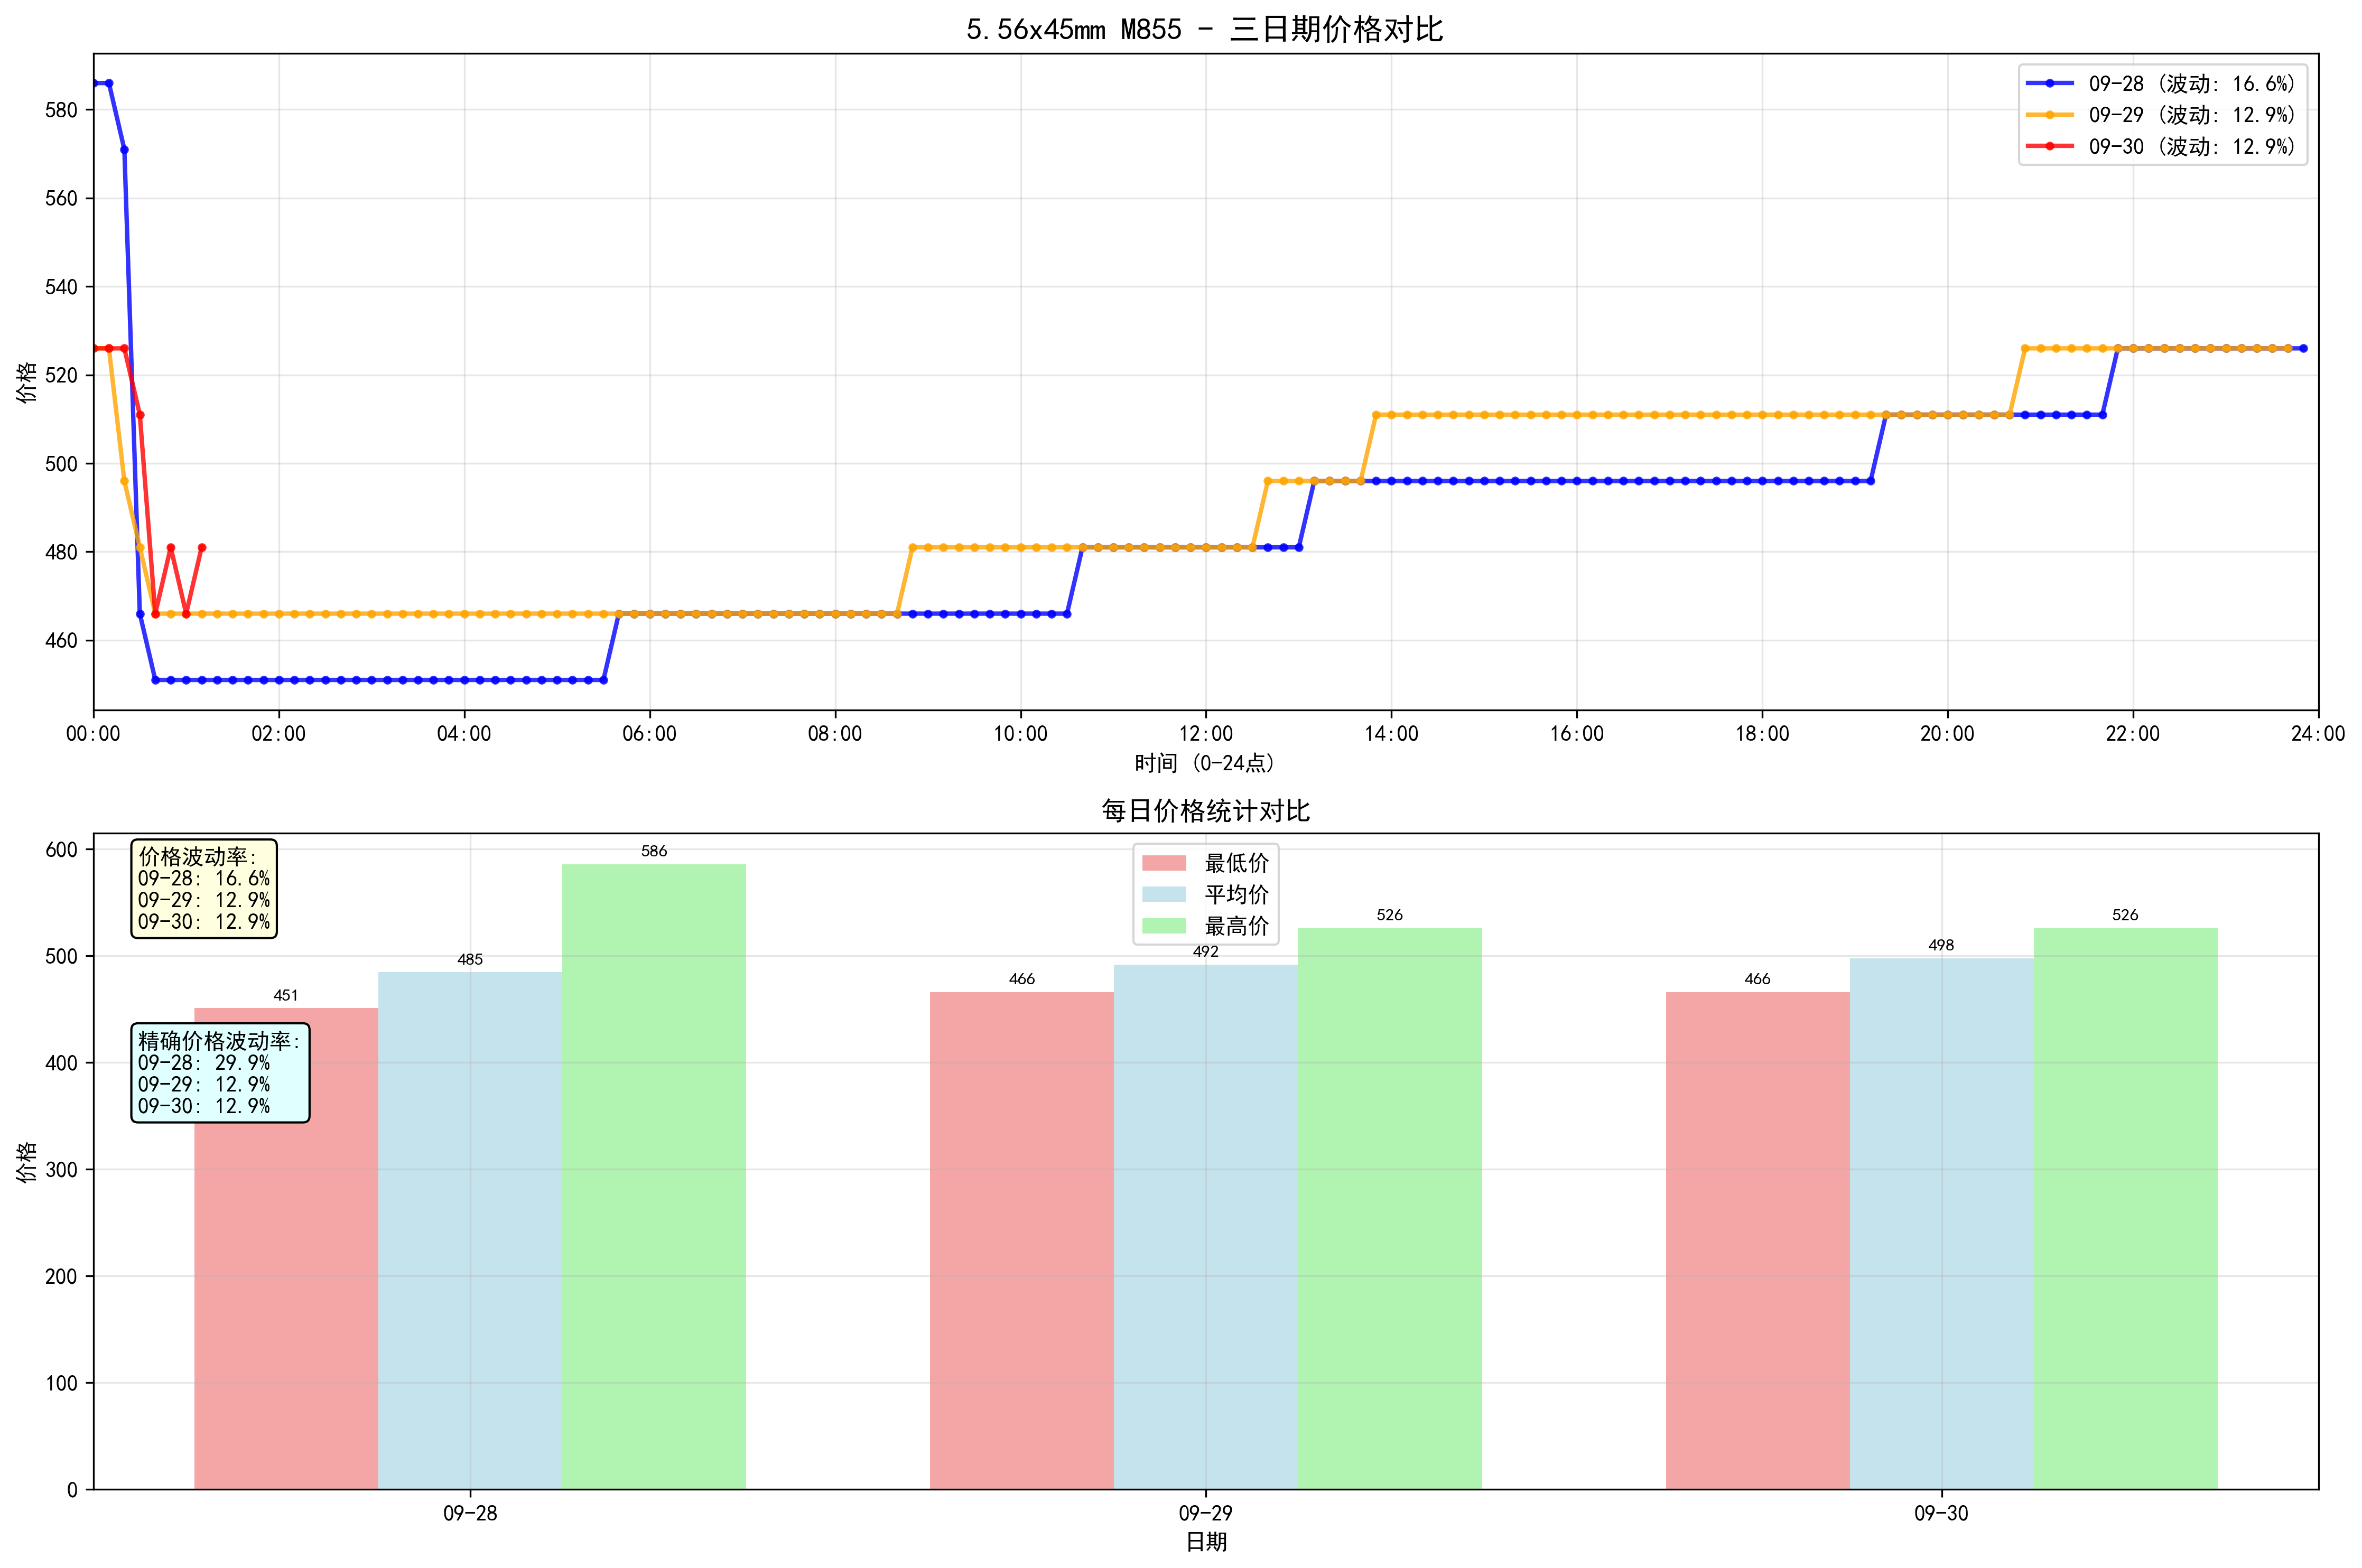 5.56x45mm M855 - 三日期价格对比
09-28 (波动: 16.6%)
09-29 (波动: 12.9%)
09-30 (波动: 12.9%)
价格
580
560
540
520
500
480
460
00:00 02:00 04:00 06:00 08:00 10:00 12:00 14:00 16:00 18:00 20:00 22:00 24:00
时间 (0-24点)
每日价格统计对比
价格波动率:
09-28: 16.6%
09-29: 12.9%
09-30: 12.9%
精确价格波动率:
09-28: 29.9%
09-29: 12.9%
09-30: 12.9%
最低价
平均价
最高价
价格
600
500
400
300
200
100
0
451 485 586 466 492 526 466 498 526
09-28 09-29 09-30
日期